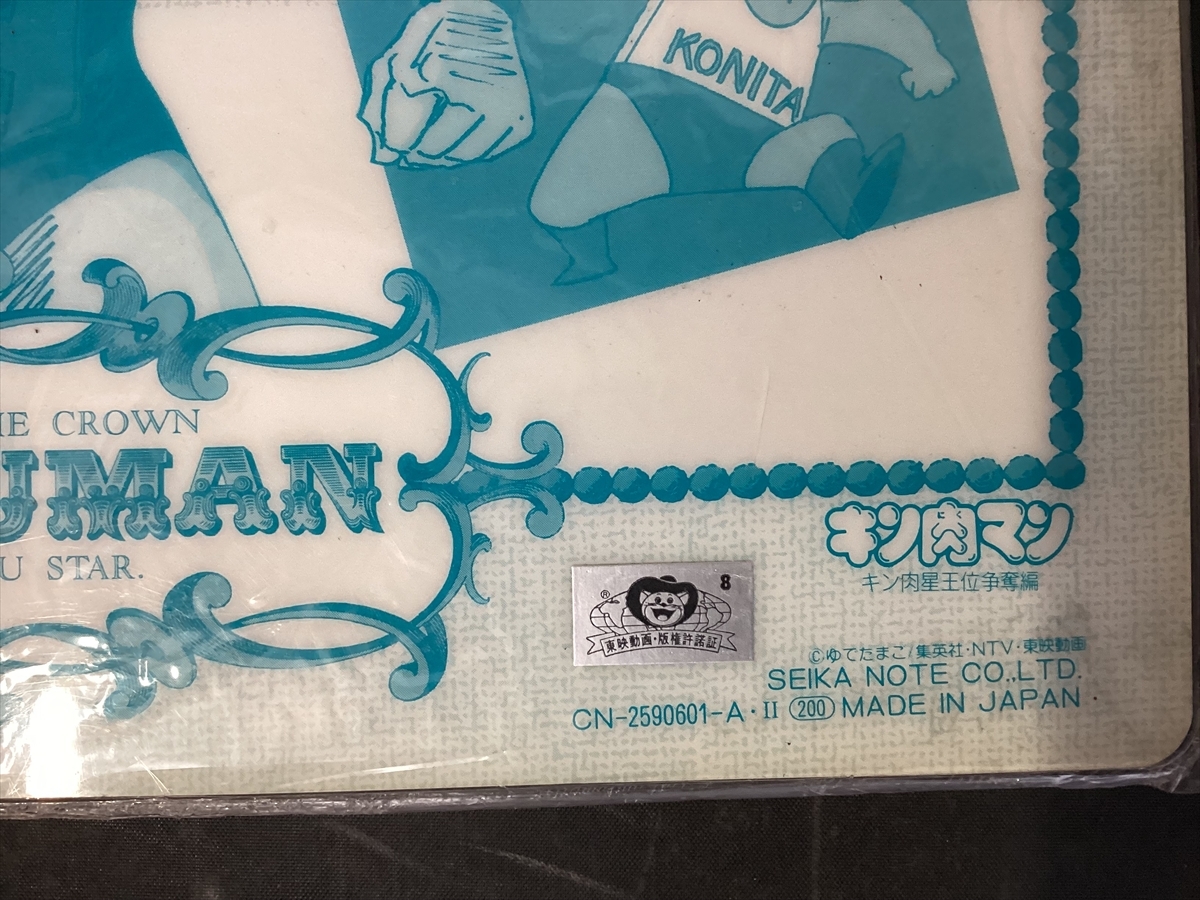 KONITA
CROWN
UMAN
U STAR.
キン肉マン
キン肉星王位争奪編
8
®
東映動画・版権許諾証
©ゆでたまご/集英社・NTV・東映動画
SEIKA NOTE CO.,LTD.
CN-2590601-A・II (200) MADE IN JAPAN